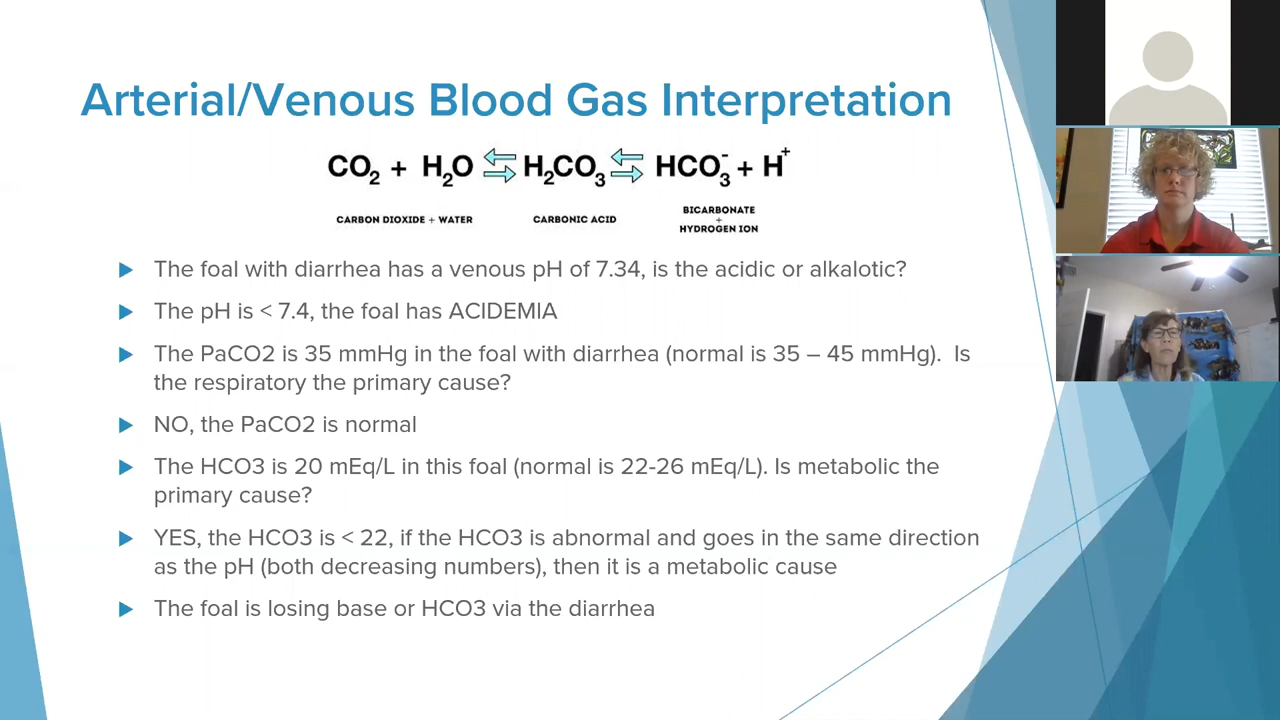 Arterial/Venous Blood Gas Interpretation
CO₂ + H₂O ⇄ H₂CO₃ ⇄ HCO₃⁻ + H⁺
CARBON DIOXIDE + WATER CARBONIC ACID BICARBONATE
+
HYDROGEN ION
The foal with diarrhea has a venous pH of 7.34, is the acidic or alkalotic?
The pH is < 7.4, the foal has ACIDEMIA
The PaCO2 is 35 mmHg in the foal with diarrhea (normal is 35 – 45 mmHg). Is
the respiratory the primary cause?
NO, the PaCO2 is normal
The HCO3 is 20 mEq/L in this foal (normal is 22-26 mEq/L). Is metabolic the
primary cause?
YES, the HCO3 is < 22, if the HCO3 is abnormal and goes in the same direction
as the pH (both decreasing numbers), then it is a metabolic cause
The foal is losing base or HCO3 via the diarrhea